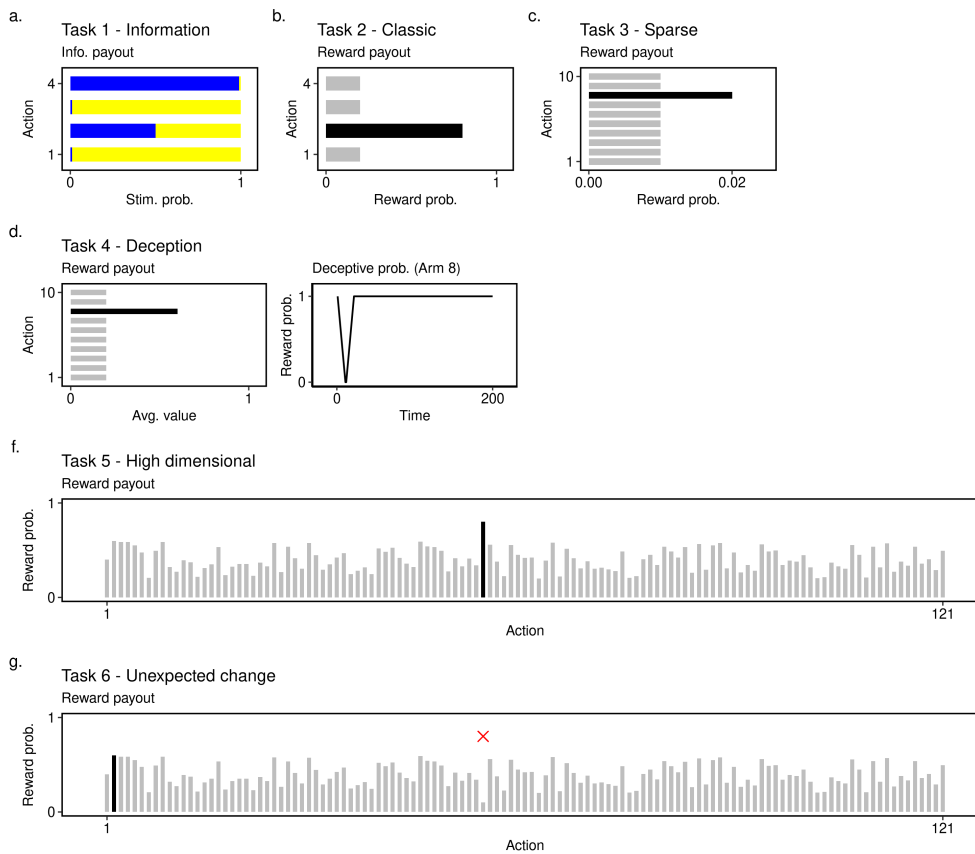 a.
Task 1 - Information
Info. payout
4
1
Action
0
1
Stim. prob.
b.
Task 2 - Classic
Reward payout
4
1
Action
0
1
Reward prob.
c.
Task 3 - Sparse
Reward payout
10
1
Action
0.00
0.02
Reward prob.
d.
Task 4 - Deception
Reward payout
10
1
Action
0
1
Avg. value
Deceptive prob. (Arm 8)
1
0
Reward prob.
0
200
Time
f.
Task 5 - High dimensional
Reward payout
1
0
Reward prob.
1
121
Action
g.
Task 6 - Unexpected change
Reward payout
1
0
Reward prob.
1
121
Action